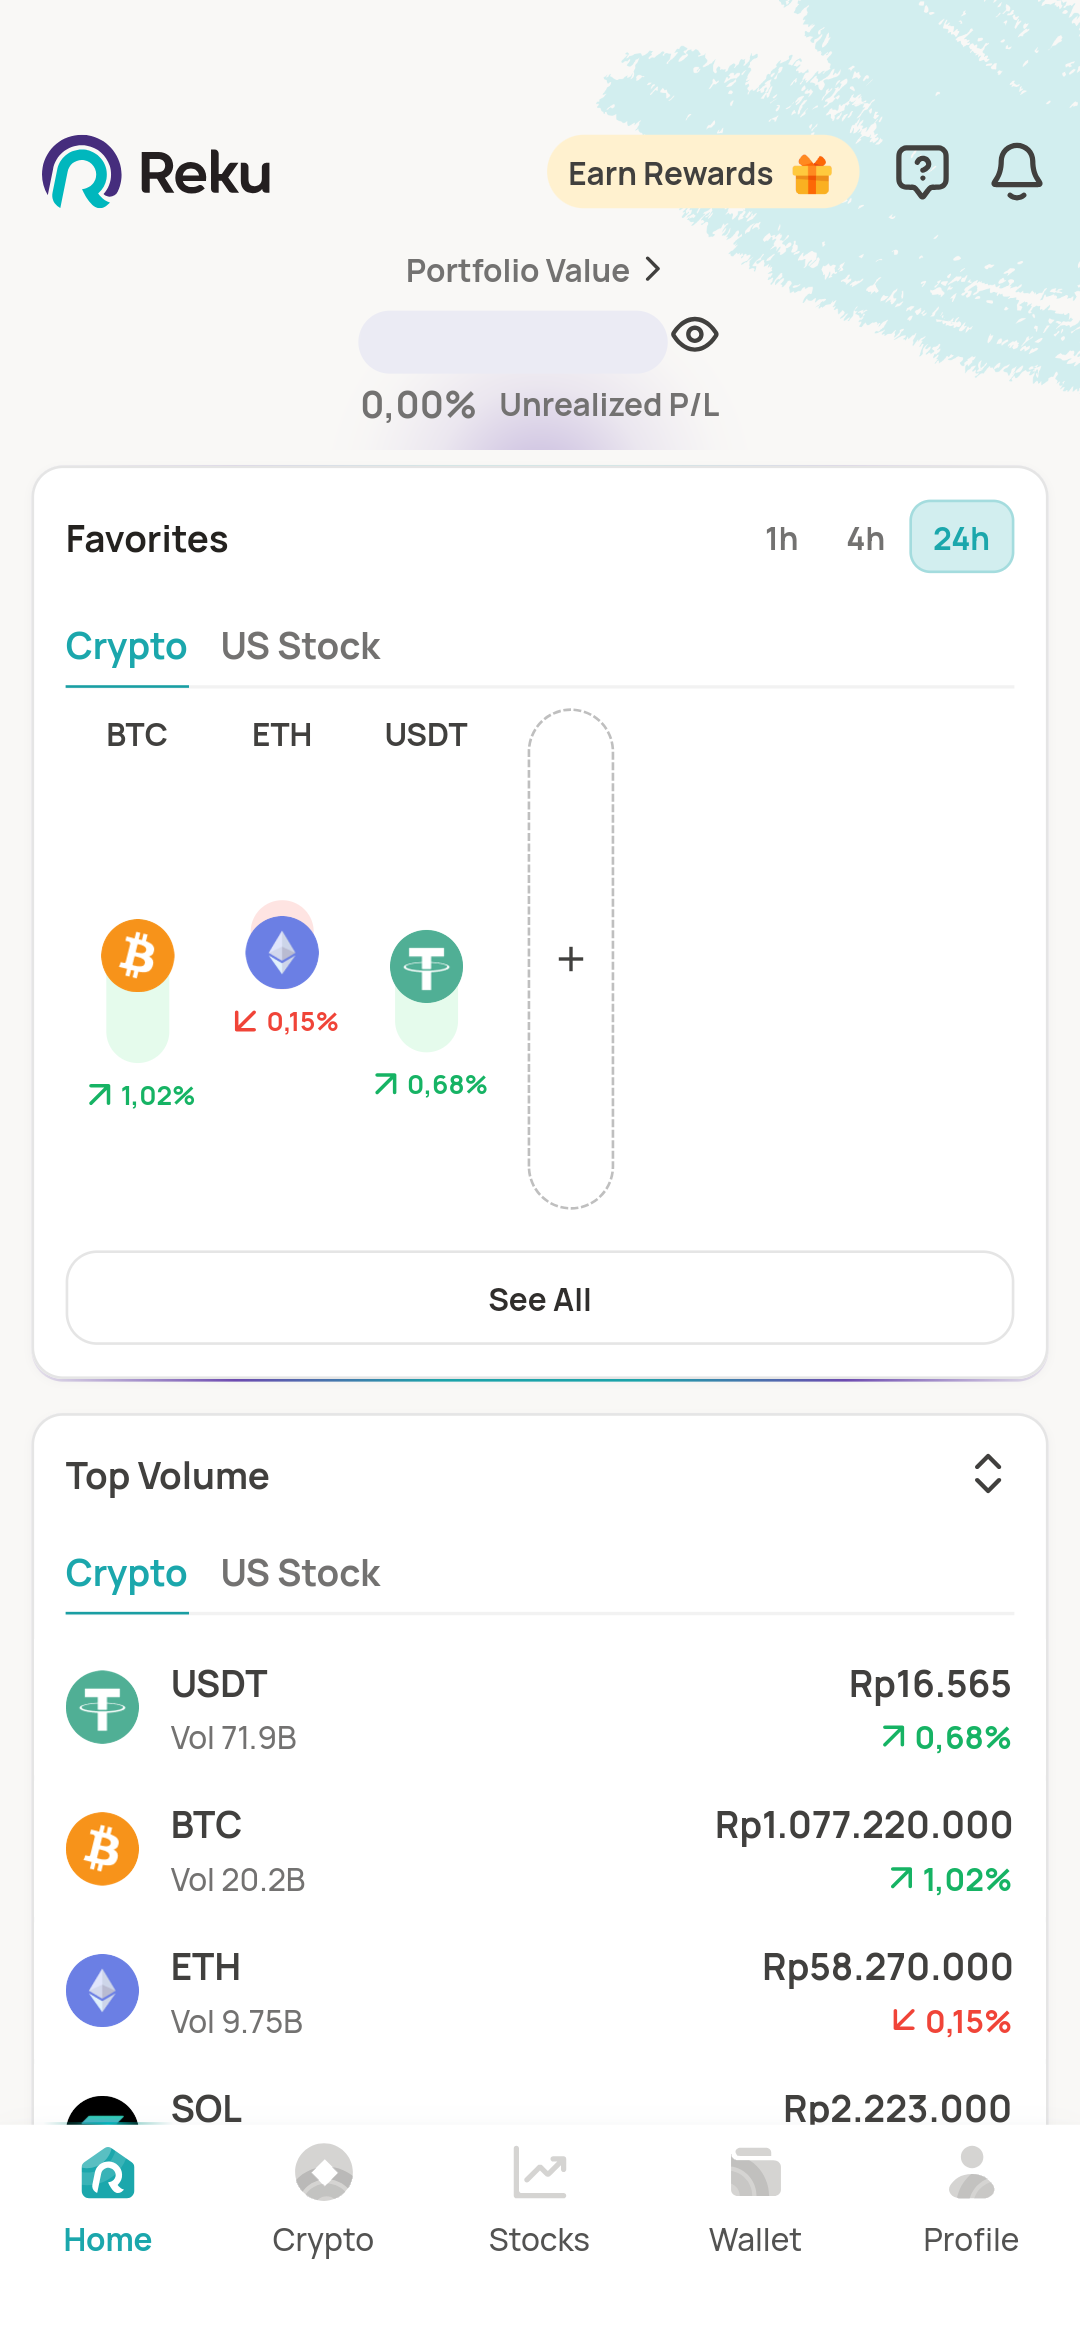 Reku
Earn Rewards
Portfolio Value
0,00% Unrealized P/L
Favorites
1h 4h 24h
Crypto US Stock
BTC ETH USDT
0,15%
0,68%
1,02%
+
See All
Top Volume
Crypto US Stock
USDT Rp16.565
Vol 71.9B 0,68%
BTC Rp1.077.220.000
Vol 20.2B 1,02%
ETH Rp58.270.000
Vol 9.75B 0,15%
SOL Rp2.223.000
Home Crypto Stocks Wallet Profile